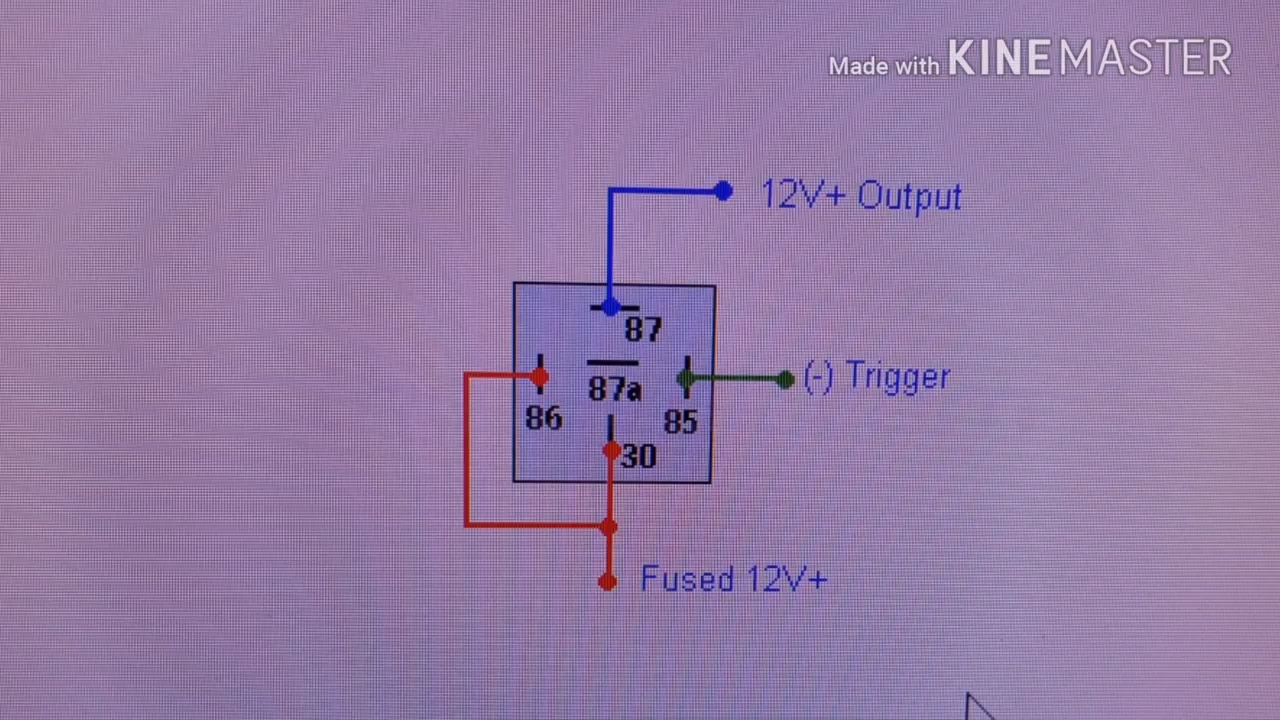 Made with KINEMASTER
12V+ Output
87
87a
86
85
(-) Trigger
30
Fused 12V+